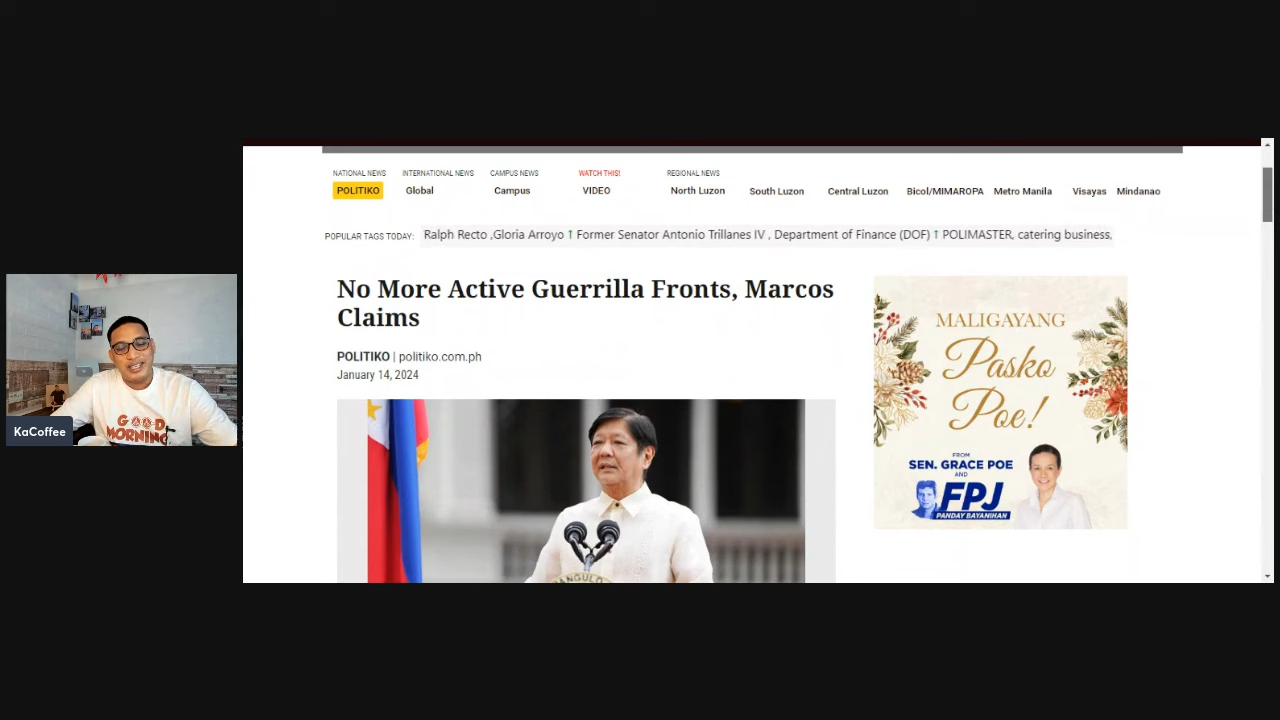 NATIONAL NEWS INTERNATIONAL NEWS CAMPUS NEWS WATCH THIS! REGIONAL NEWS
POLITIKO Global Campus VIDEO North Luzon South Luzon Central Luzon Bicol/MIMAROPA Metro Manila Visayas Mindanao
POPULAR TAGS TODAY: Ralph Recto ,Gloria Arroyo ↑ Former Senator Antonio Trillanes IV , Department of Finance (DOF) ↑ POLIMASTER, catering business,
No More Active Guerrilla Fronts, Marcos
Claims
POLITIKO | politiko.com.ph
January 14, 2024
MALIGAYANG
Pasko
Poe!
FROM
SEN. GRACE POE
AND
FPJ
PANDAY BAYANIHAN
GOOD
MORNING
KaCoffee